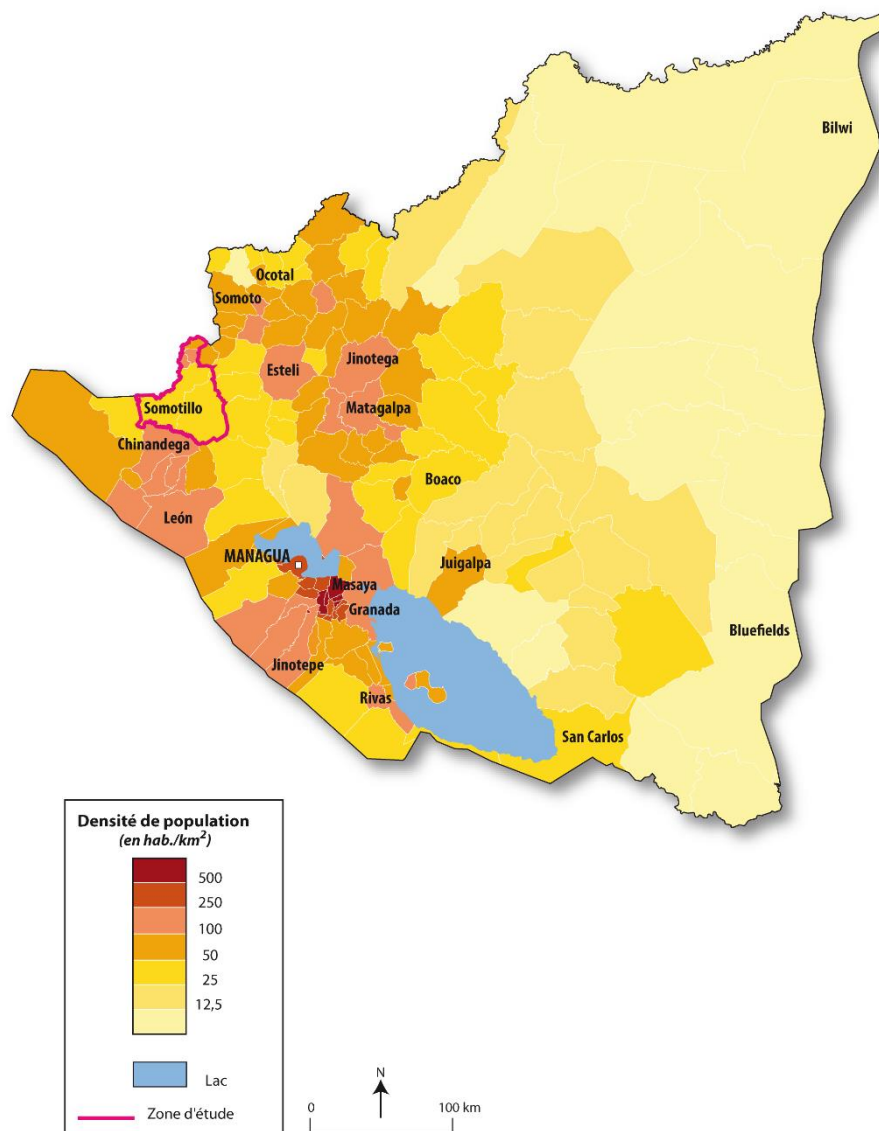 Bilwi
Ocotal
Somoto
Esteli
Jinotega
Somotillo
Matagalpa
Chinandega
Boaco
León
MANAGUA
Juigalpa
Masaya
Granada
Bluefields
Jinotepe
Rivas
San Carlos
Densité de population
(en hab./km²)
500
250
100
50
25
12,5
Lac
Zone d'étude
N
0 100 km